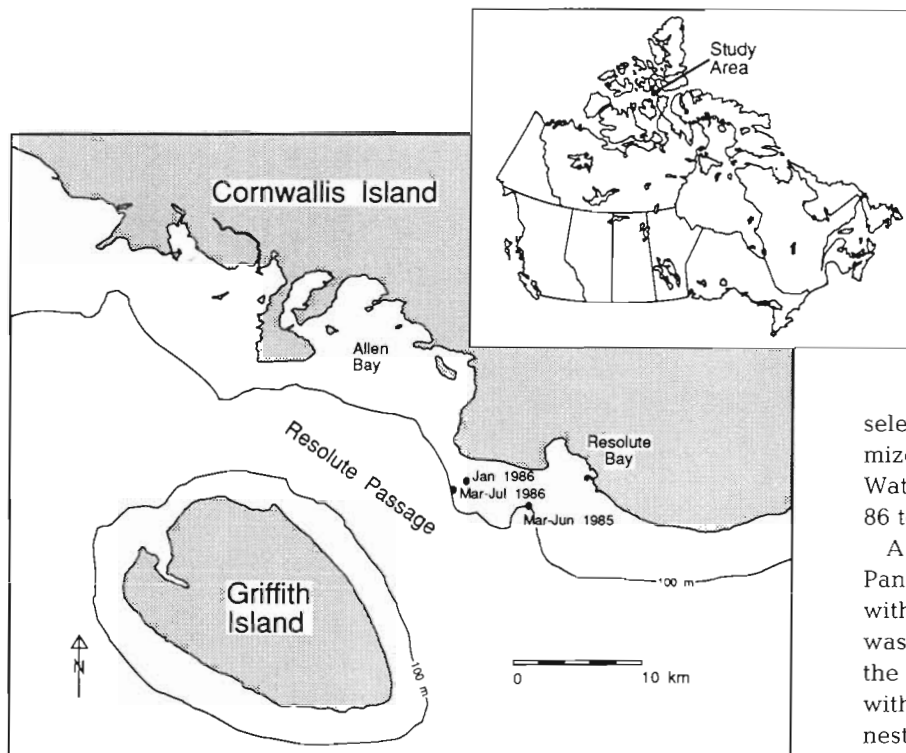 Study
Area
Cornwallis Island
Allen
Bay
Resolute Passage
Resolute
Bay
Jan 1986
Mar-Jul 1986
Mar-Jun 1985
100 m
Griffith
Island
N
100 m
0 10 km
sele
mize
Wat
86 t
A
Pan
with
was
the
with
nest